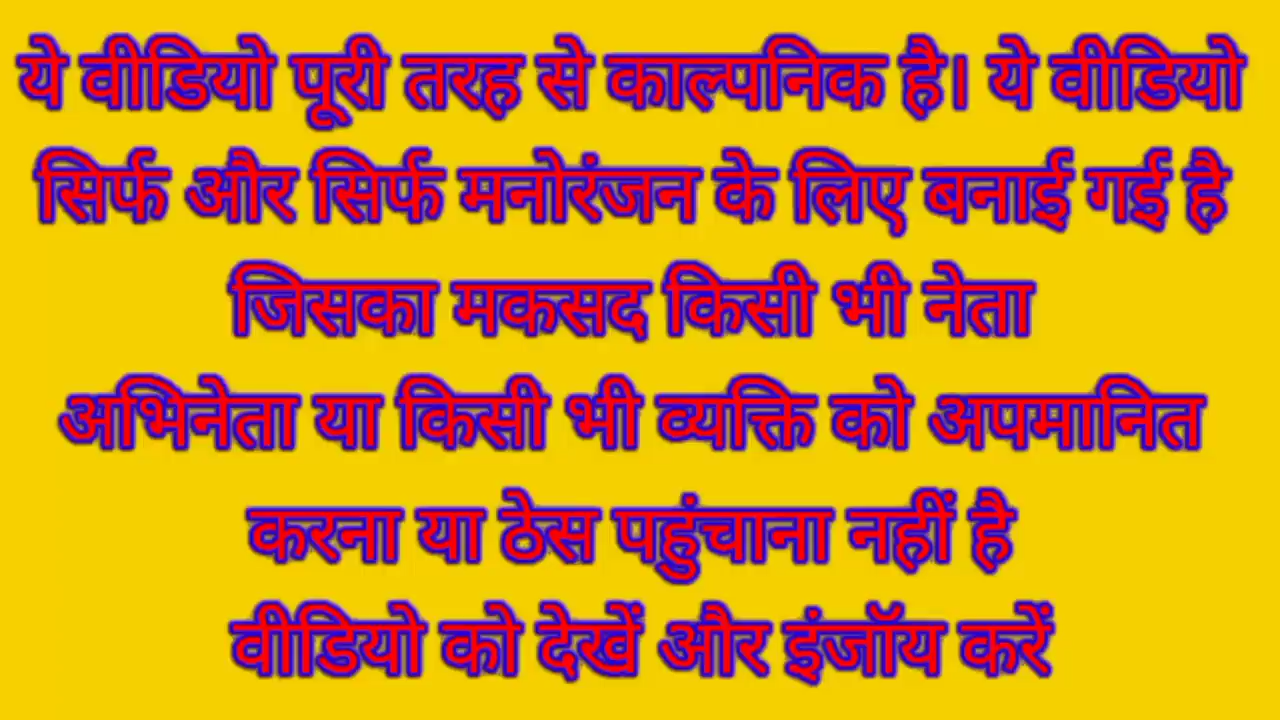 ये वीडियो पूरी तरह से काल्पनिक है। ये वीडियो
सिर्फ और सिर्फ मनोरंजन के लिए बनाई गई है
जिसका मकसद किसी भी नेता
अभिनेता या किसी भी व्यक्ति को अपमानित
करना या ठेस पहुंचाना नहीं है
वीडियो को देखें और इंजॉय करें